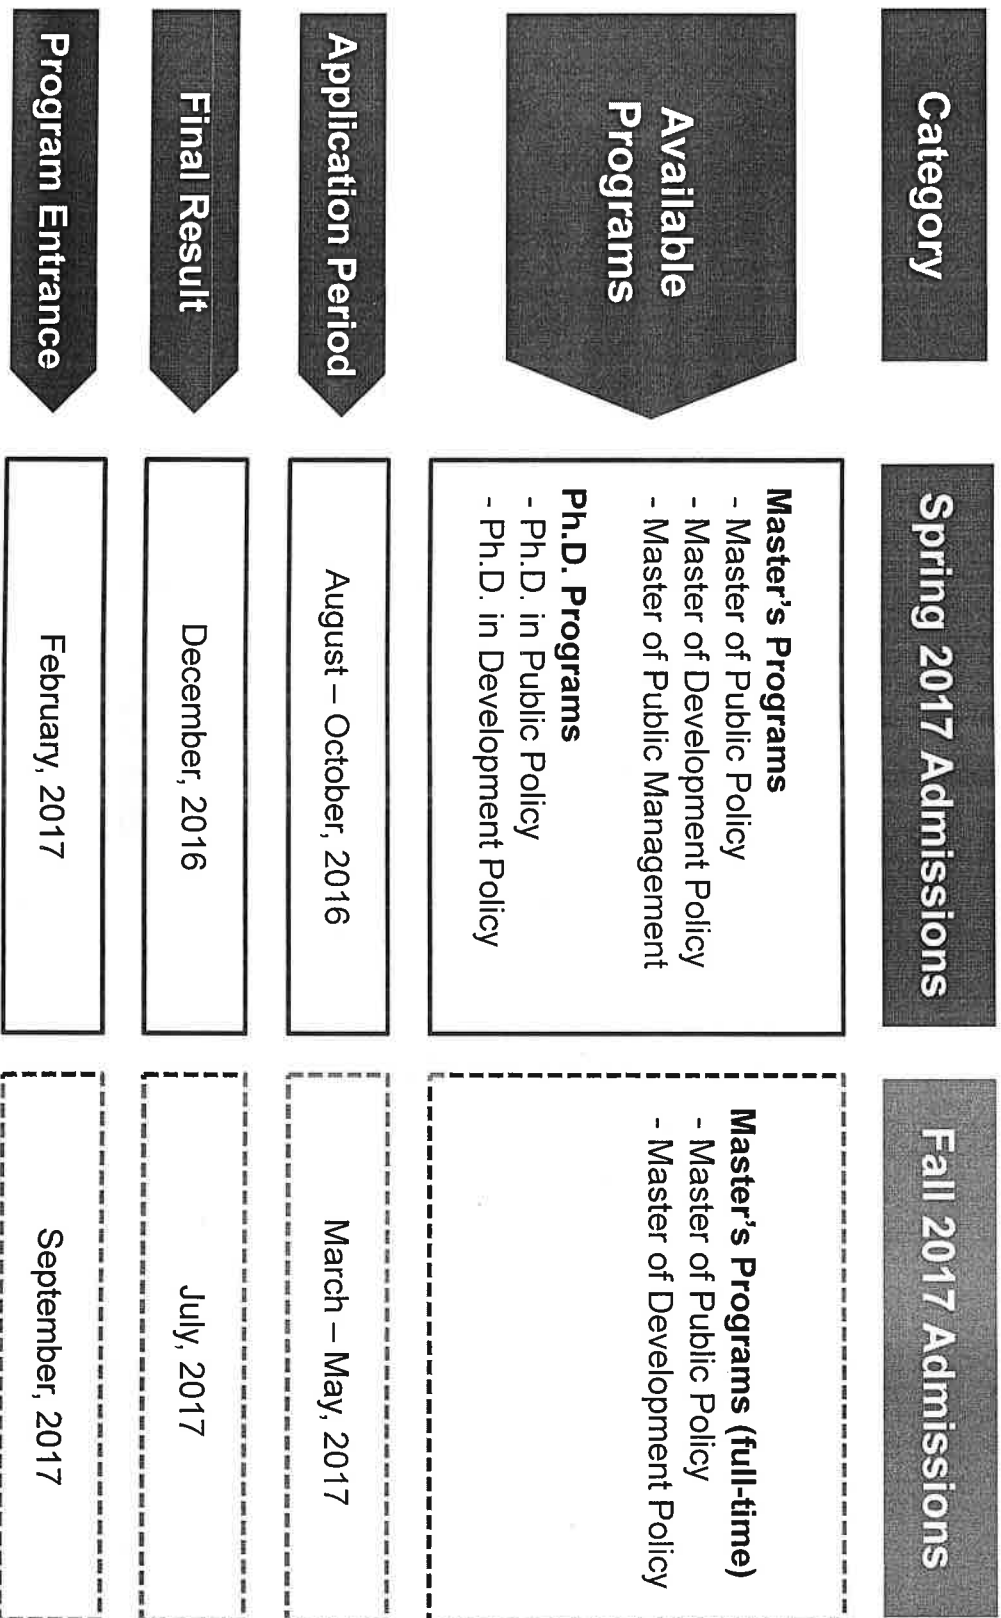 Category
Spring 2017 Admissions
Fall 2017 Admissions
Available
Programs
Master's Programs
- Master of Public Policy
- Master of Development Policy
- Master of Public Management
Ph.D. Programs
- Ph.D. in Public Policy
- Ph.D. in Development Policy
Master's Programs (full-time)
- Master of Public Policy
- Master of Development Policy
Application Period
August – October, 2016
March – May, 2017
Final Result
December, 2016
July, 2017
Program Entrance
February, 2017
September, 2017